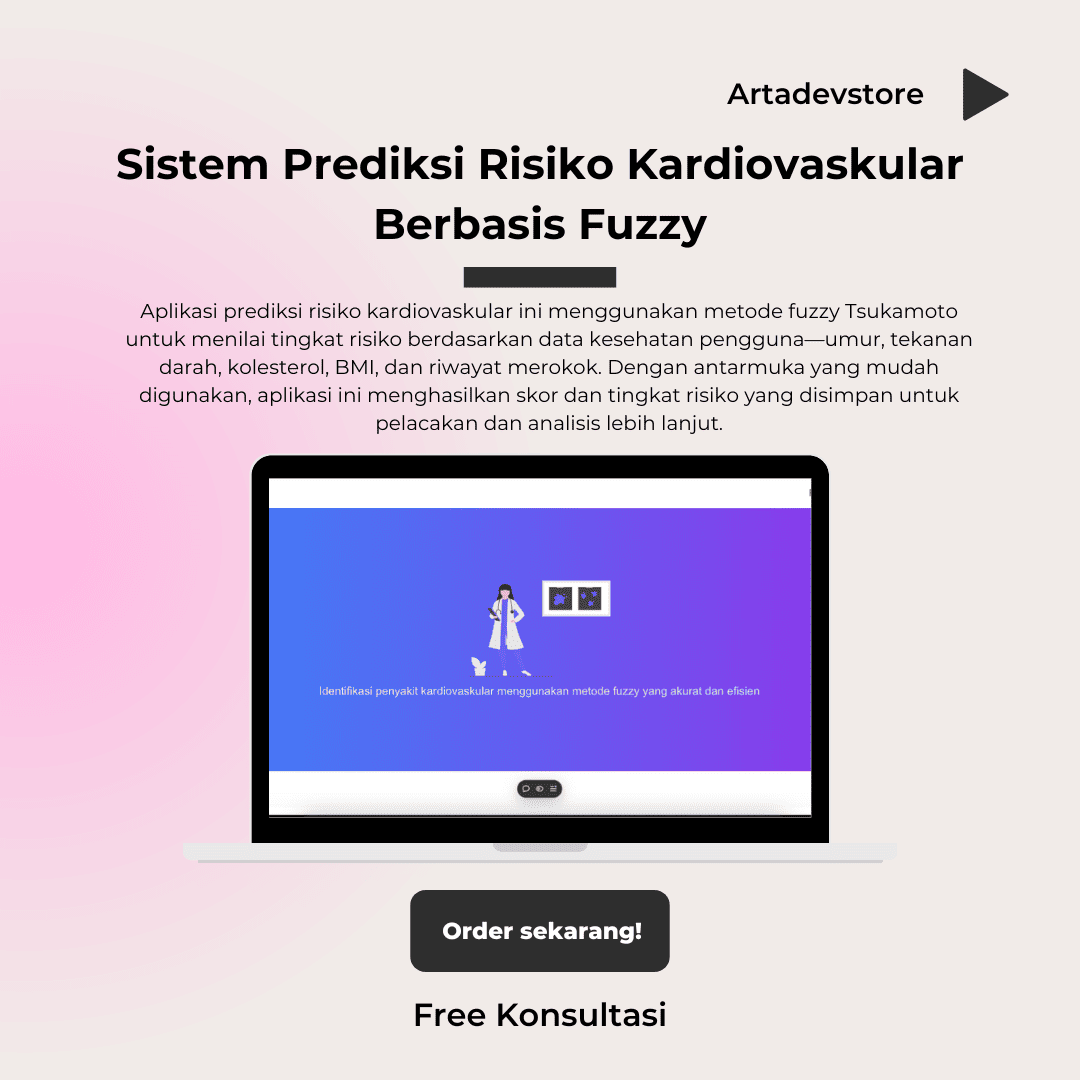 Artadevstore
Sistem Prediksi Risiko Kardiovaskular
Berbasis Fuzzy
Aplikasi prediksi risiko kardiovaskular ini menggunakan metode fuzzy Tsukamoto
untuk menilai tingkat risiko berdasarkan data kesehatan pengguna—umur, tekanan
darah, kolesterol, BMI, dan riwayat merokok. Dengan antarmuka yang mudah
digunakan, aplikasi ini menghasilkan skor dan tingkat risiko yang disimpan untuk
pelacakan dan analisis lebih lanjut.
Identifikasi penyakit kardiovaskular menggunakan metode fuzzy yang akurat dan efisien
Order sekarang!
Free Konsultasi